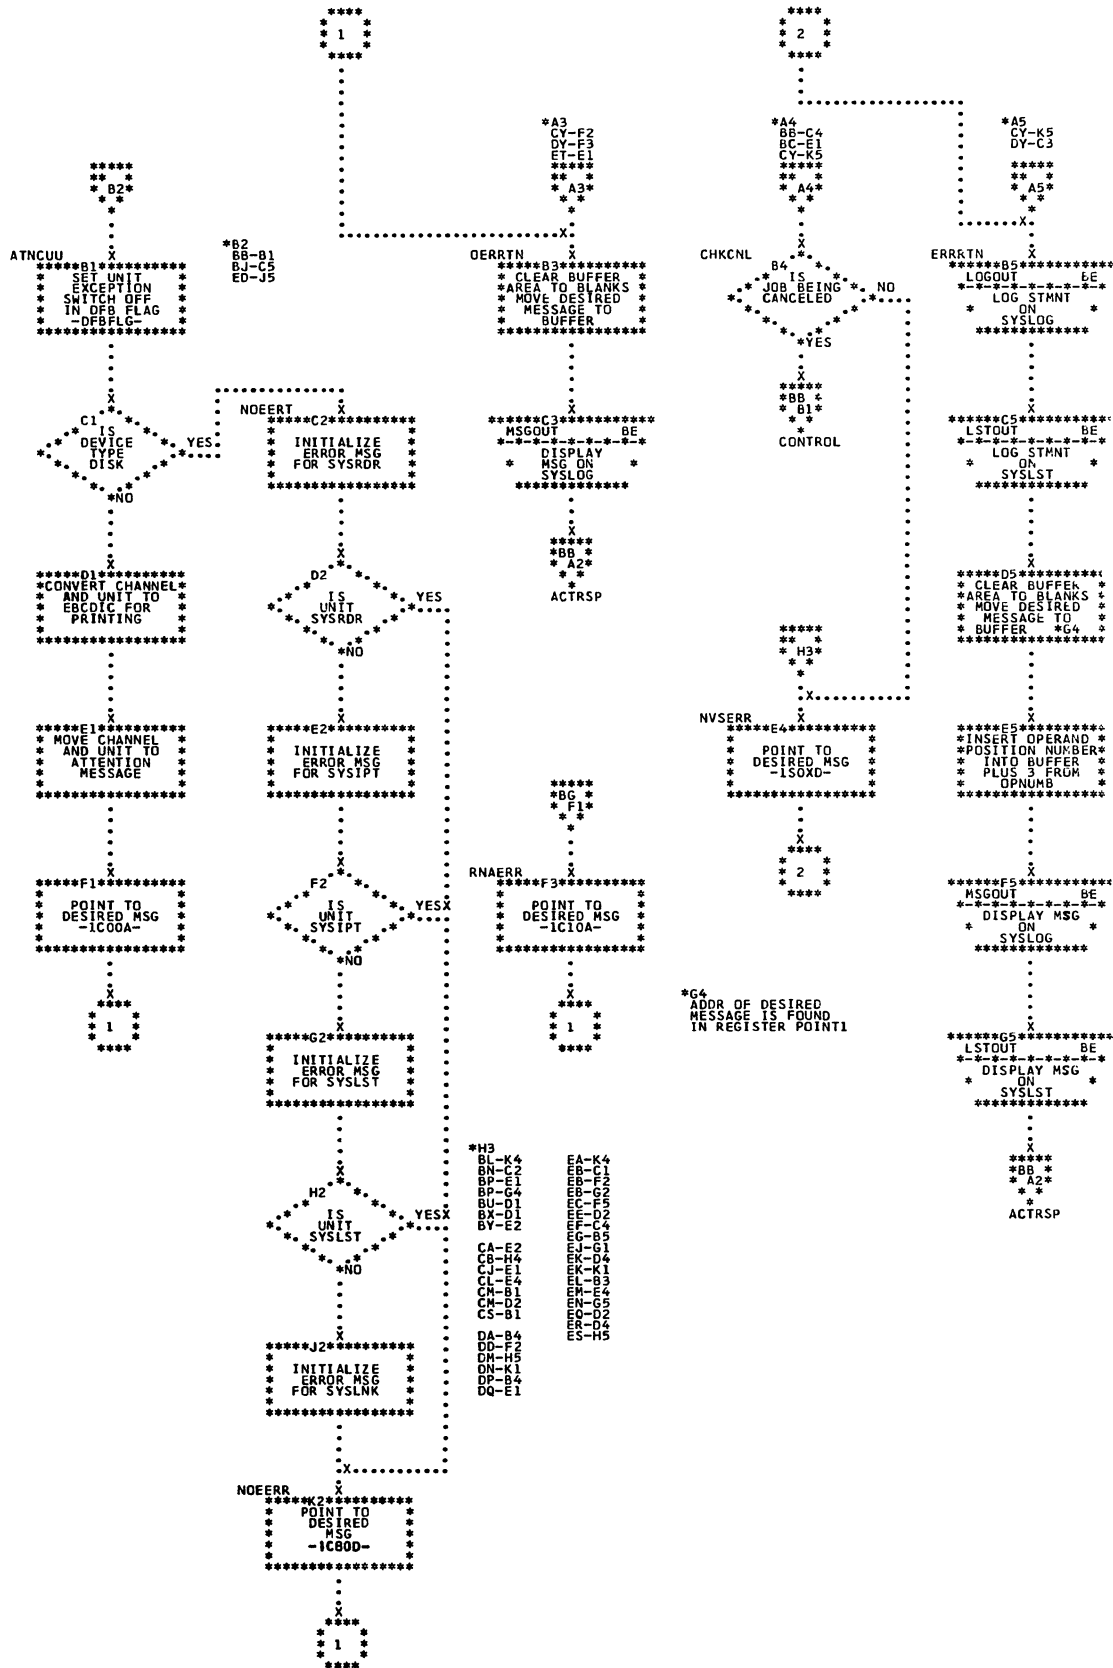 1
2
*A3
CY-F2
DY-F3
ET-E1
*A4
BB-C4
BC-E1
CY-K5
*A5
CY-K5
DY-C3
B2
A3
A4
A5
*B2
BB-B1
BJ-C5
ED-J5
ATNCUU
B1
SET UNIT
EXCEPTION
SWITCH OFF
IN DFB FLAG
-DFBFLG-
OERRTN
B3
CLEAR BUFFER
AREA TO BLANKS
MOVE DESIRED
MESSAGE TO
BUFFER
CHKCNL
B4
IS
JOB BEING
CANCELED
NO
YES
BB
B1
CONTROL
ERRRTN
B5
LOGOUT BE
LOG STMNT
ON
SYSLOG
C1
IS
DEVICE
TYPE
DISK
YES
NO
NOEERT
C2
INITIALIZE
ERROR MSG
FOR SYSRDR
C3
MSGOUT BE
DISPLAY
MSG ON
SYSLOG
C5
LSTOUT BE
LOG STMNT
ON
SYSLST
BB
A2
ACTRSP
D1
CONVERT CHANNEL
AND UNIT TO
EBCDIC FOR
PRINTING
D2
IS
UNIT
SYSRDR
YES
NO
D5
CLEAR BUFFER
AREA TO BLANKS
MOVE DESIRED
MESSAGE TO
BUFFER *G4
H3
E1
MOVE CHANNEL
AND UNIT TO
ATTENTION
MESSAGE
E2
INITIALIZE
ERROR MSG
FOR SYSIPT
NVSERR
E4
POINT TO
DESIRED MSG
-1S0XD-
2
E5
INSERT OPERAND
POSITION NUMBER
INTO BUFFER
PLUS 3 FROM
OPNUMB
BG
F1
F1
POINT TO
DESIRED MSG
-1C00A-
1
F2
IS
UNIT
SYSIPT
YES
NO
RNAERR
F3
POINT TO
DESIRED MSG
-1C10A-
1
F5
MSGOUT BE
DISPLAY MSG
ON
SYSLOG
*G4
ADDR OF DESIRED
MESSAGE IS FOUND
IN REGISTER POINT1
G2
INITIALIZE
ERROR MSG
FOR SYSLST
G5
LSTOUT BE
DISPLAY MSG
ON
SYSLST
BB
A2
ACTRSP
H2
IS
UNIT
SYSLST
YES
NO
*H3
BL-K4 EA-K4
BN-C2 EB-C1
BP-E1 EB-F2
BP-G4 EB-G2
BU-D1 EC-F5
BX-D1 EE-D2
BY-E2 EF-C4
EG-B5
CA-E2 EJ-G1
CB-H4 EK-D4
CJ-E1 EK-K1
CL-E4 EL-B3
CM-B1 EM-E4
CM-D2 EN-G5
CS-B1 EQ-D2
ER-D4
DA-B4 ES-H5
DD-F2
DM-H5
DN-K1
DP-B4
DQ-E1
J2
INITIALIZE
ERROR MSG
FOR SYSLNK
NOEERR
K2
POINT TO
DESIRED
MSG
-1C80D-
1